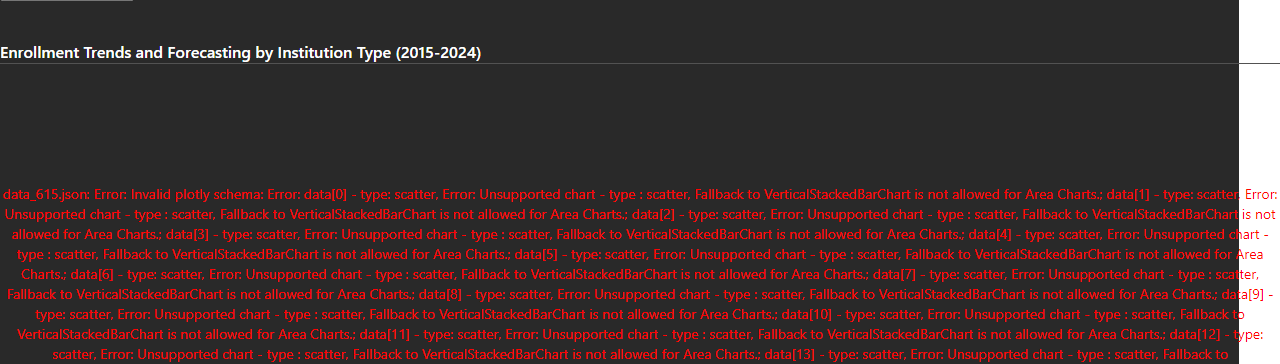 Enrollment Trends and Forecasting by Institution Type (2015-2024)
data_615.json: Error: Invalid plotly schema: Error: data[0] - type: scatter, Error: Unsupported chart - type : scatter, Fallback to VerticalStackedBarChart is not allowed for Area Charts.; data[1] - type: scatter, Error:
Unsupported chart - type : scatter, Fallback to VerticalStackedBarChart is not allowed for Area Charts.; data[2] - type: scatter, Error: Unsupported chart - type : scatter, Fallback to VerticalStackedBarChart is not
allowed for Area Charts.; data[3] - type: scatter, Error: Unsupported chart - type : scatter, Fallback to VerticalStackedBarChart is not allowed for Area Charts.; data[4] - type: scatter, Error: Unsupported chart -
type : scatter, Fallback to VerticalStackedBarChart is not allowed for Area Charts.; data[5] - type: scatter, Error: Unsupported chart - type : scatter, Fallback to VerticalStackedBarChart is not allowed for Area
Charts.; data[6] - type: scatter, Error: Unsupported chart - type : scatter, Fallback to VerticalStackedBarChart is not allowed for Area Charts.; data[7] - type: scatter, Error: Unsupported chart - type : scatter,
Fallback to VerticalStackedBarChart is not allowed for Area Charts.; data[8] - type: scatter, Error: Unsupported chart - type : scatter, Fallback to VerticalStackedBarChart is not allowed for Area Charts.; data[9] -
type: scatter, Error: Unsupported chart - type : scatter, Fallback to VerticalStackedBarChart is not allowed for Area Charts.; data[10] - type: scatter, Error: Unsupported chart - type : scatter, Fallback to
VerticalStackedBarChart is not allowed for Area Charts.; data[11] - type: scatter, Error: Unsupported chart - type : scatter, Fallback to VerticalStackedBarChart is not allowed for Area Charts.; data[12] - type:
scatter, Error: Unsupported chart - type : scatter, Fallback to VerticalStackedBarChart is not allowed for Area Charts.; data[13] - type: scatter, Error: Unsupported chart - type : scatter, Fallback to